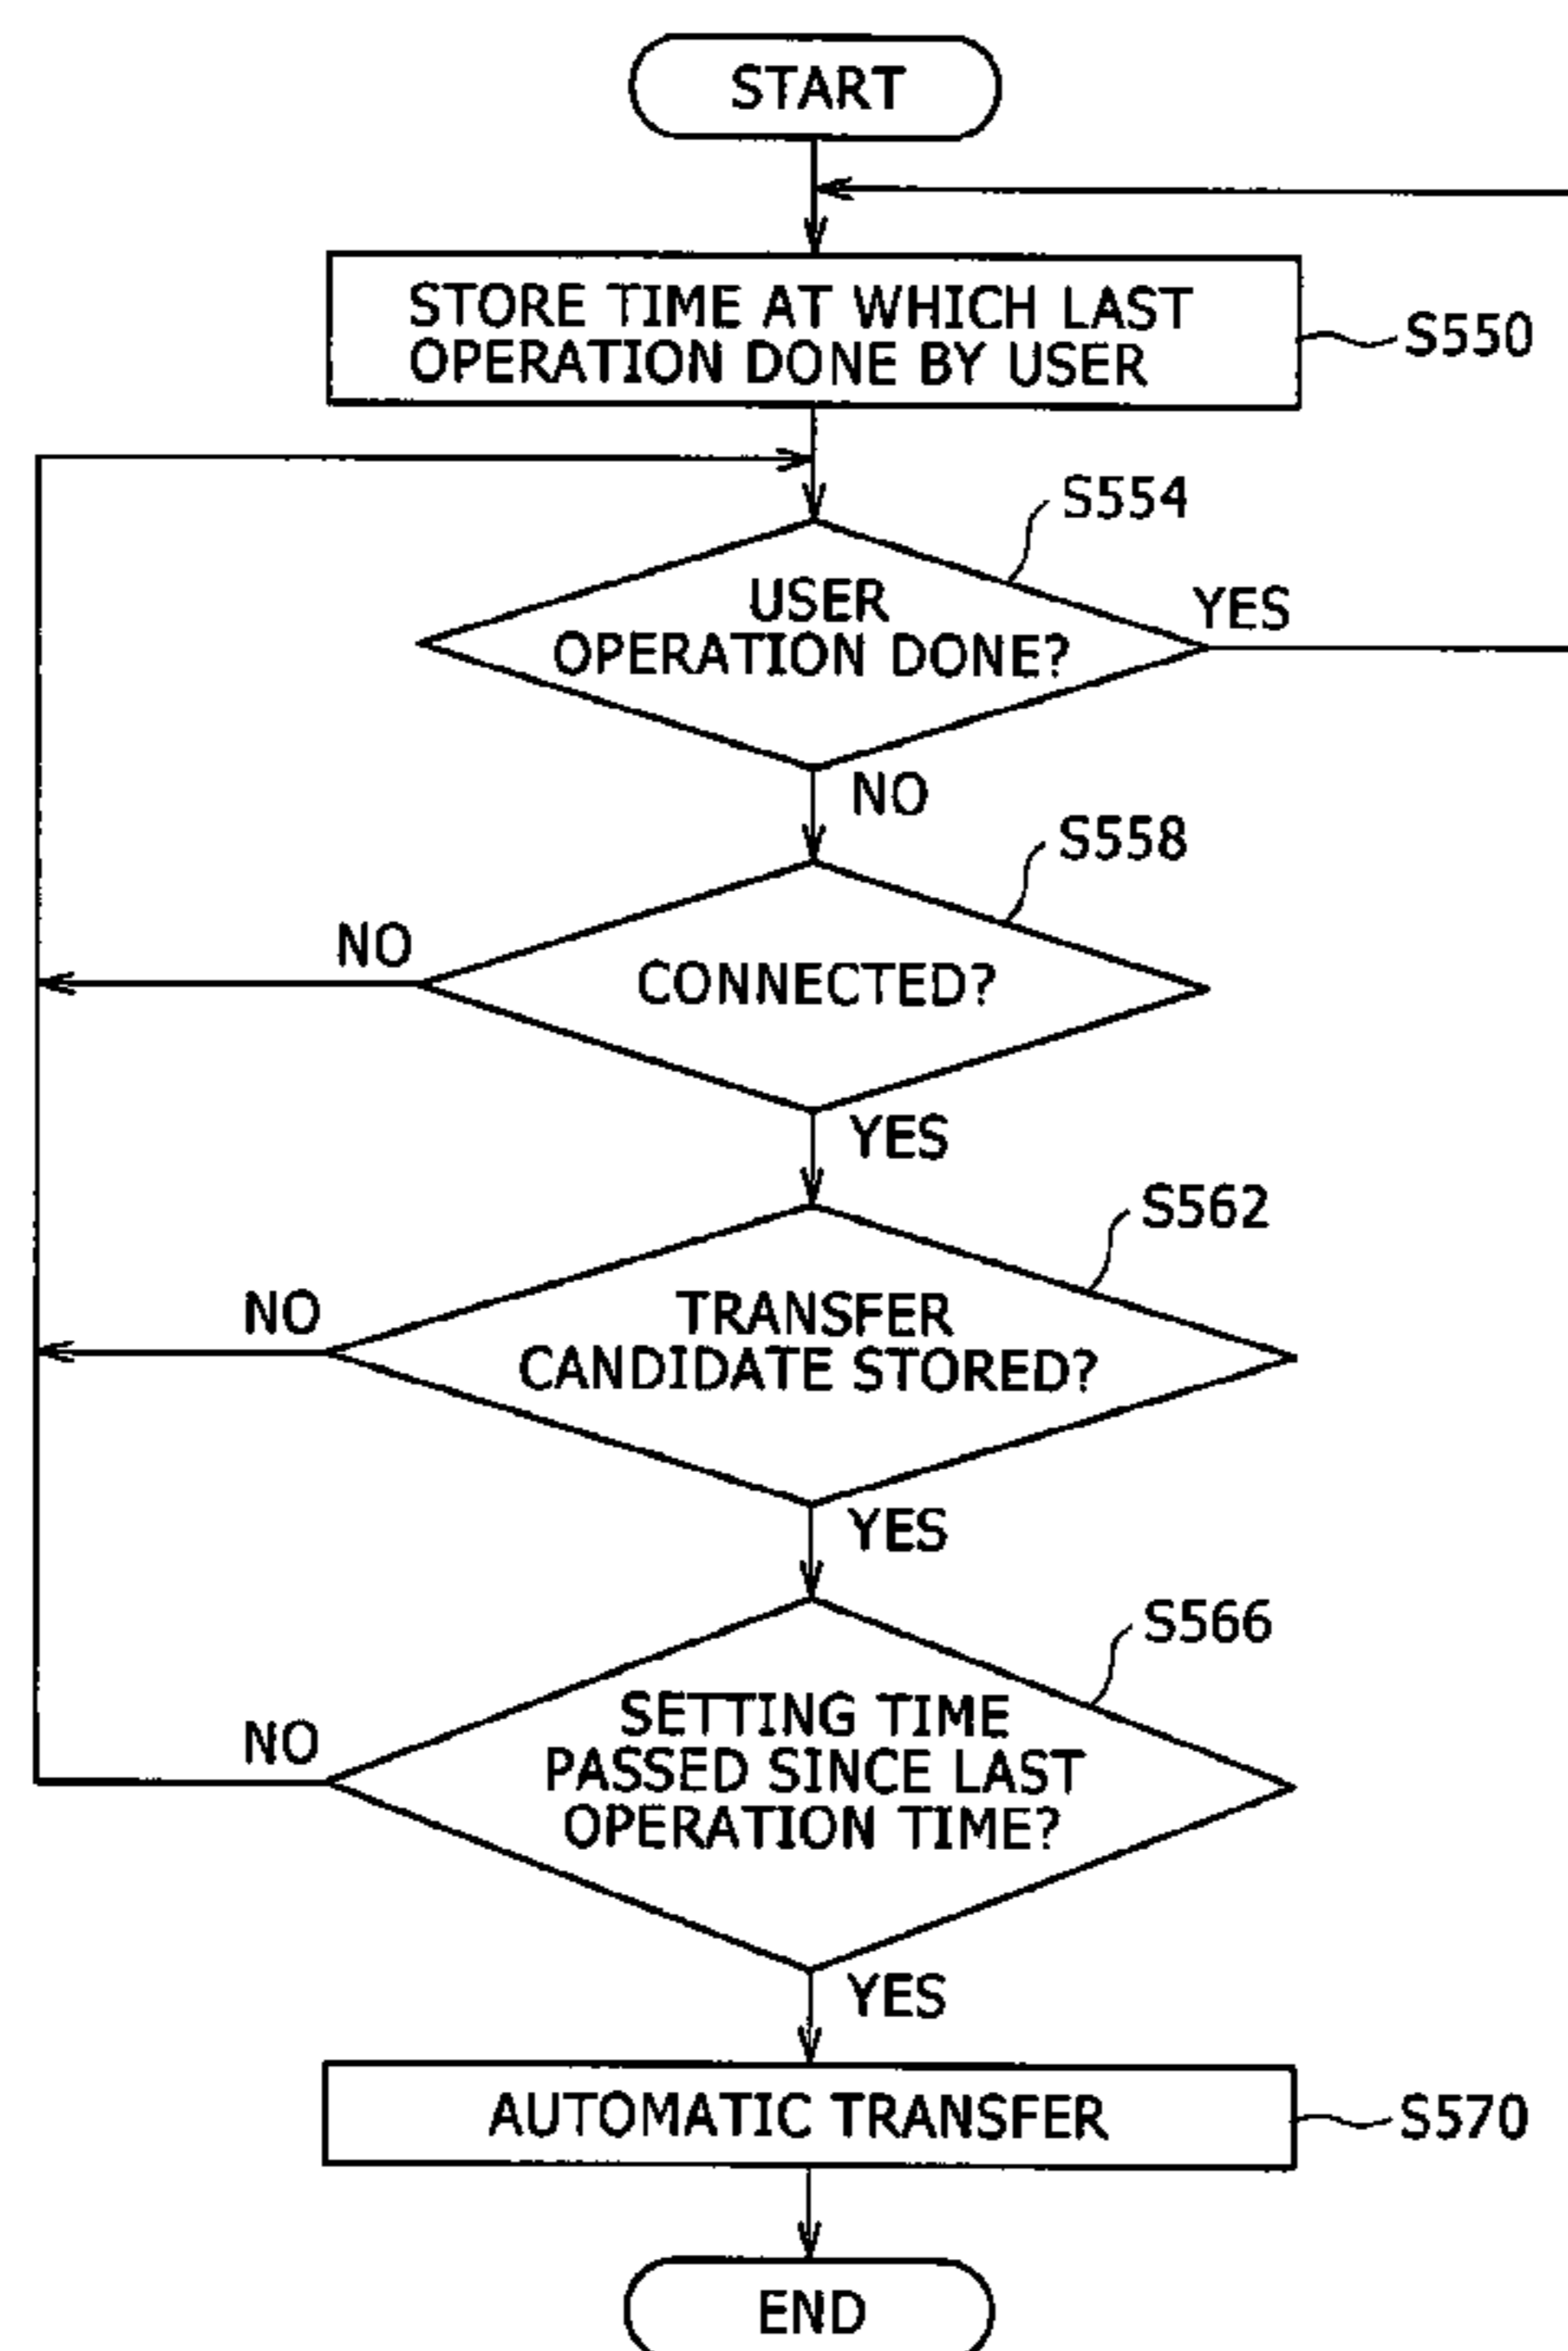 START
STORE TIME AT WHICH LAST
OPERATION DONE BY USER
S550
S554
USER
OPERATION DONE?
YES
NO
S558
NO
CONNECTED?
YES
S562
NO
TRANSFER
CANDIDATE STORED?
YES
S566
NO
SETTING TIME
PASSED SINCE LAST
OPERATION TIME?
YES
AUTOMATIC TRANSFER
S570
END